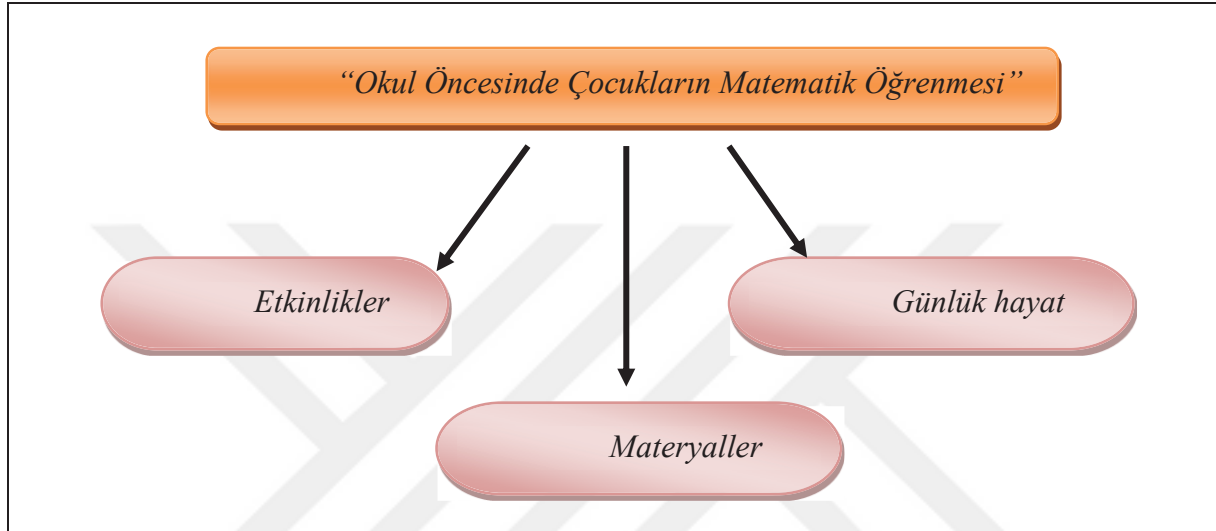 “Okul Öncesinde Çocukların Matematik Öğrenmesi”
Etkinlikler
Günlük hayat
Materyaller